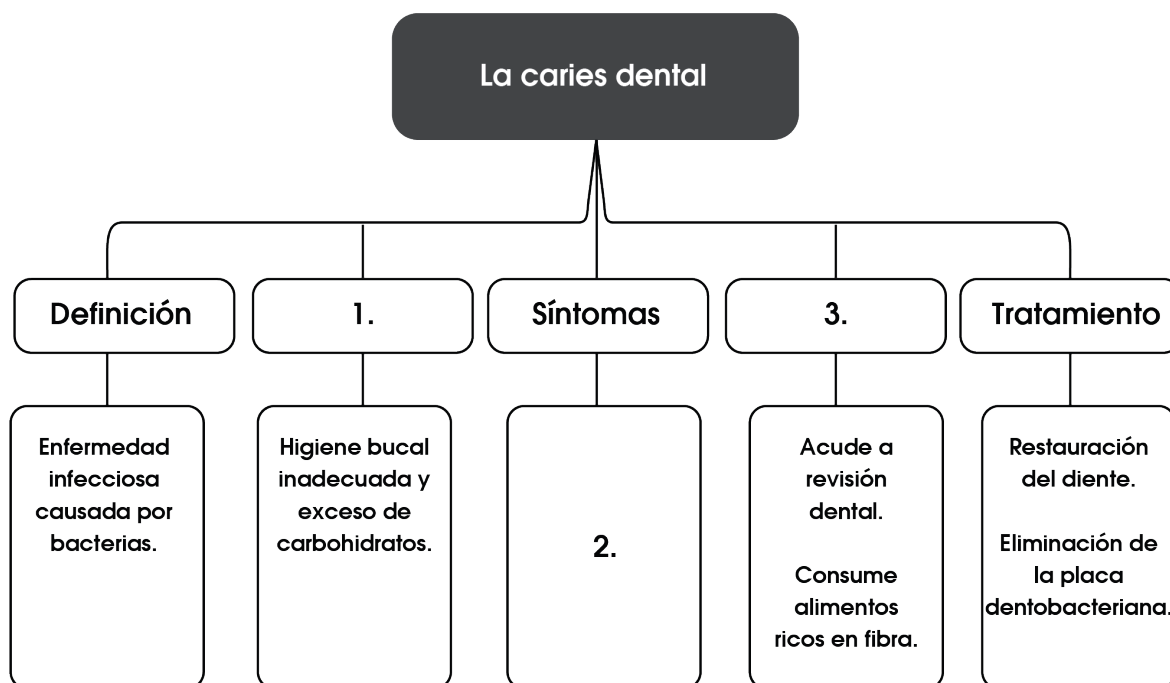 La caries dental
Definición
1.
Síntomas
3.
Tratamiento
Enfermedad
infecciosa
causada por
bacterias.
Higiene bucal
inadecuada y
exceso de
carbohidratos.
2.
Acude a
revisión
dental.
Consume
alimentos
ricos en fibra.
Restauración
del diente.
Eliminación de
la placa
dentobacteriana.